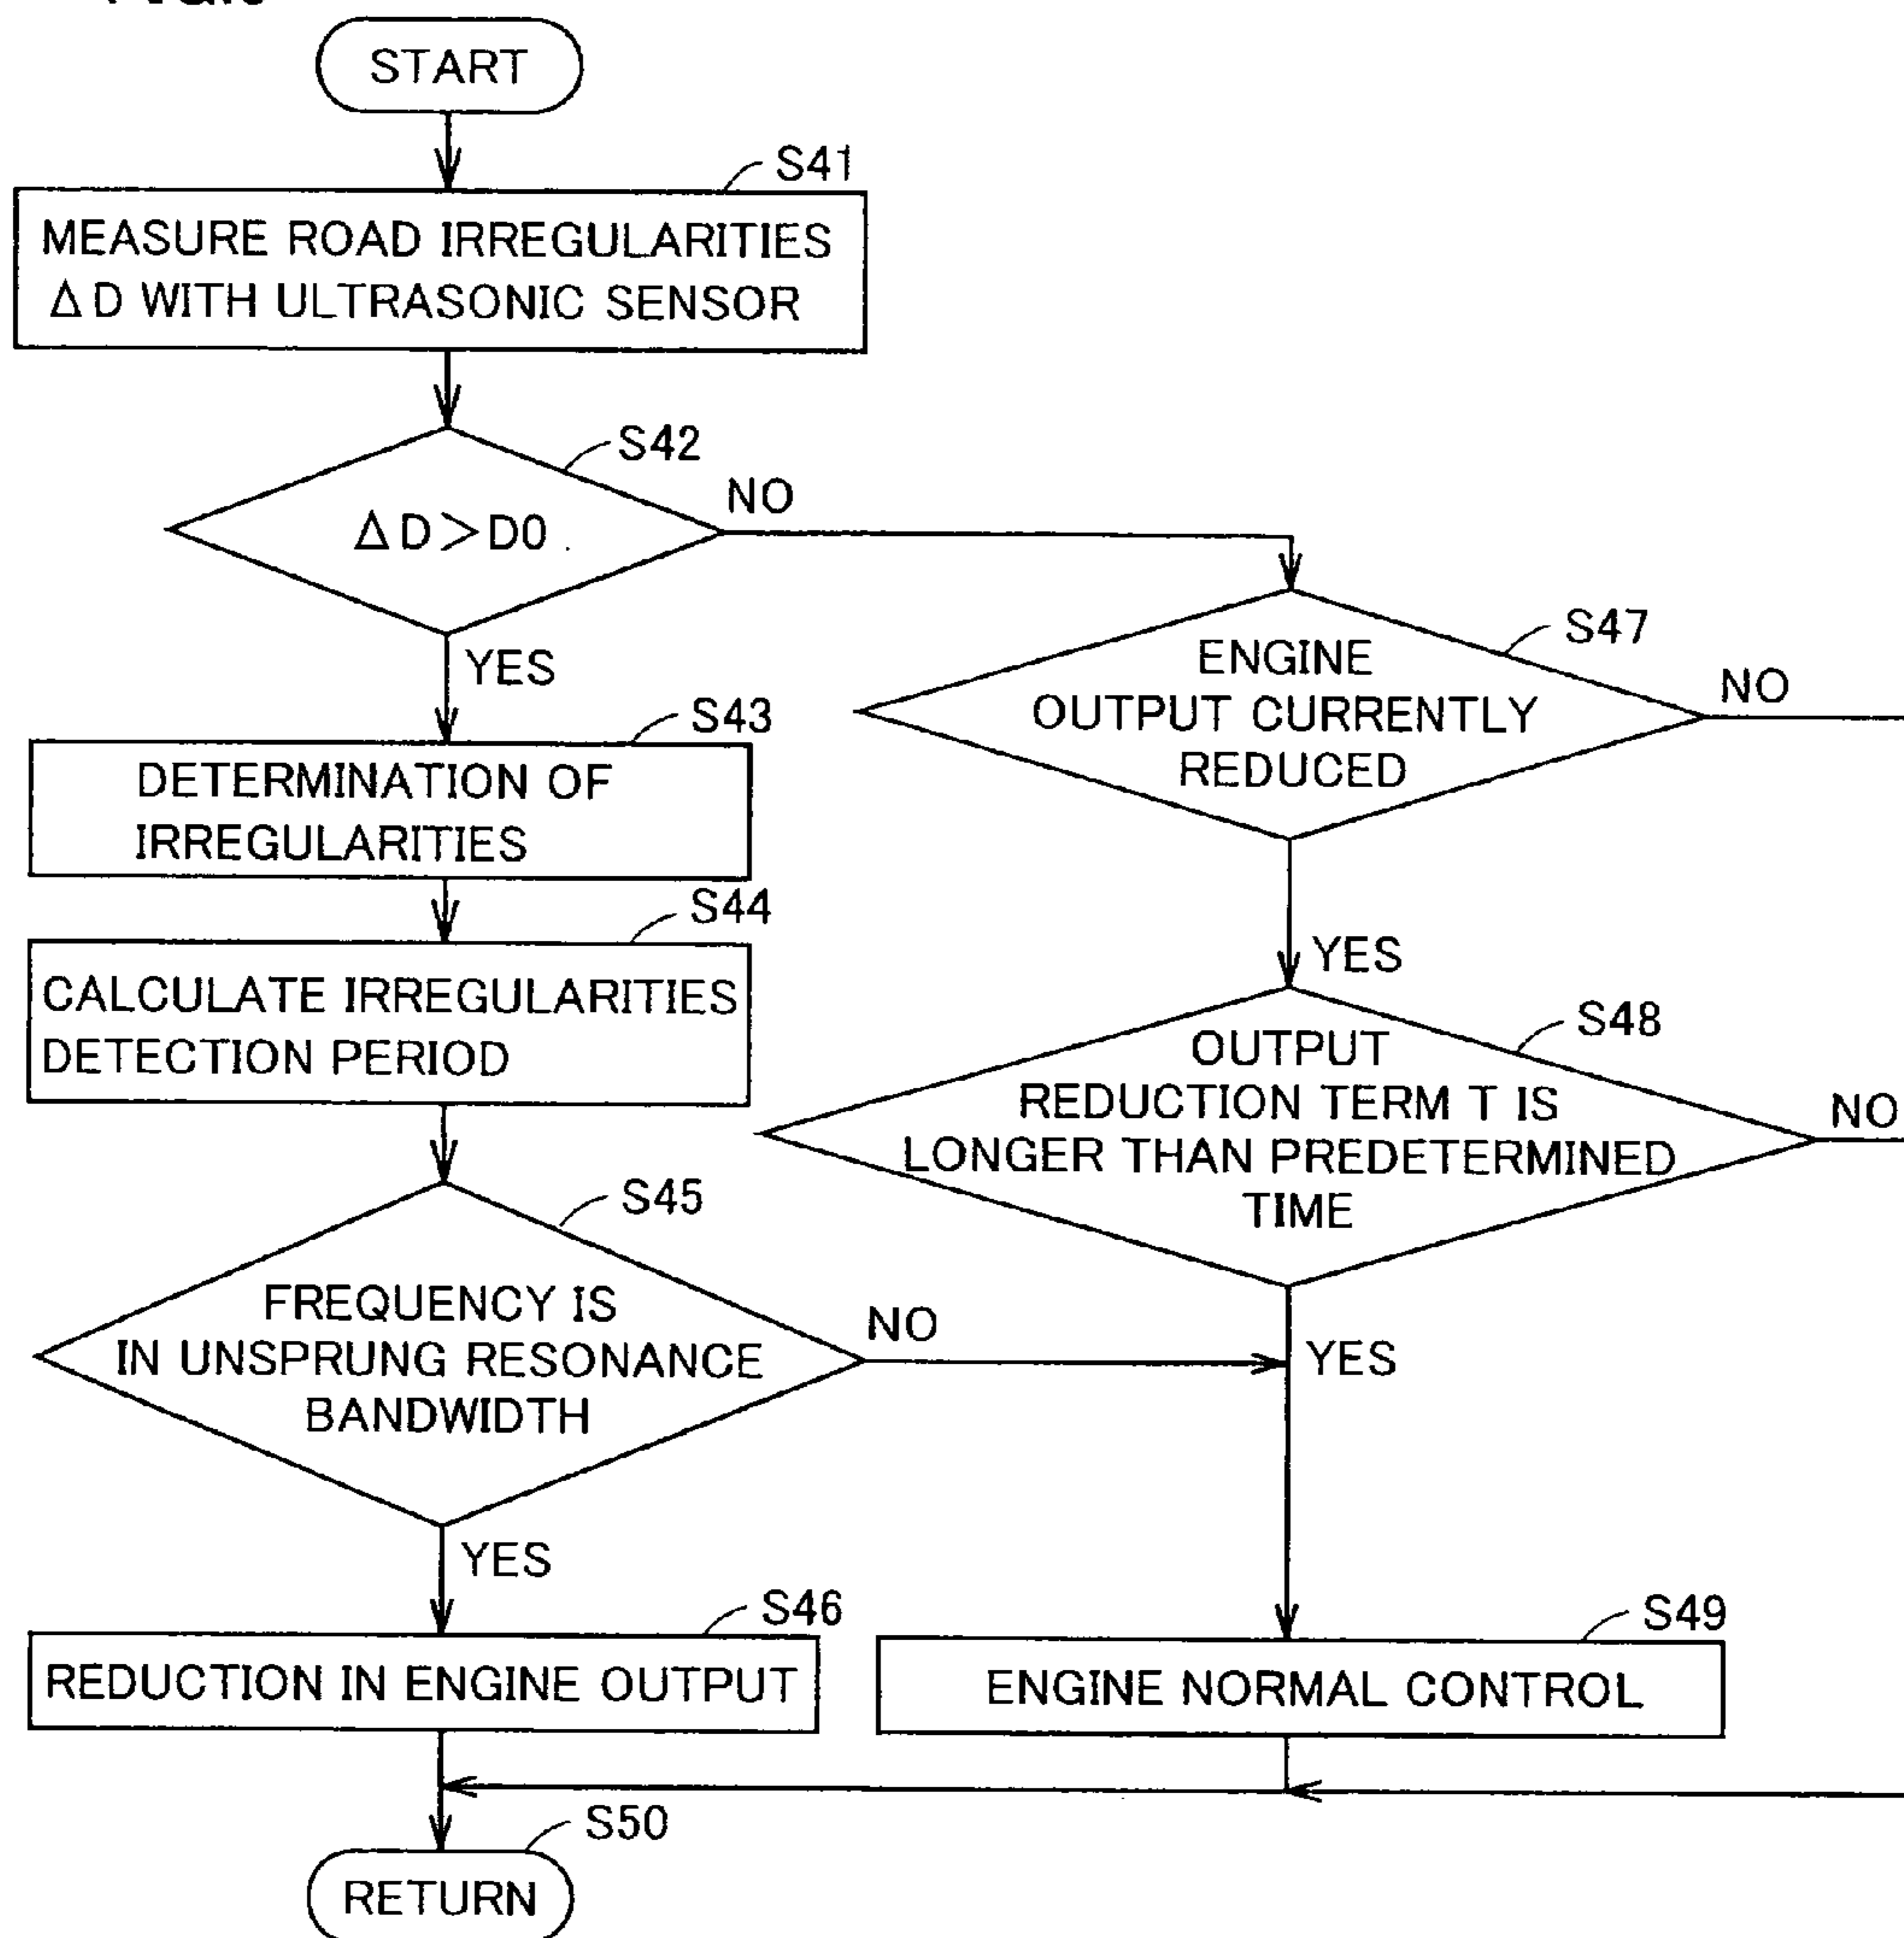 START
S41
MEASURE ROAD IRREGULARITIES
ΔD WITH ULTRASONIC SENSOR
S42
ΔD>D0
NO
YES
S47
ENGINE
OUTPUT CURRENTLY
REDUCED
NO
YES
S43
DETERMINATION OF
IRREGULARITIES
S44
CALCULATE IRREGULARITIES
DETECTION PERIOD
S48
OUTPUT
REDUCTION TERM T IS
LONGER THAN PREDETERMINED
TIME
NO
YES
S45
FREQUENCY IS
IN UNSPRUNG RESONANCE
BANDWIDTH
NO
YES
S46
REDUCTION IN ENGINE OUTPUT
S49
ENGINE NORMAL CONTROL
S50
RETURN